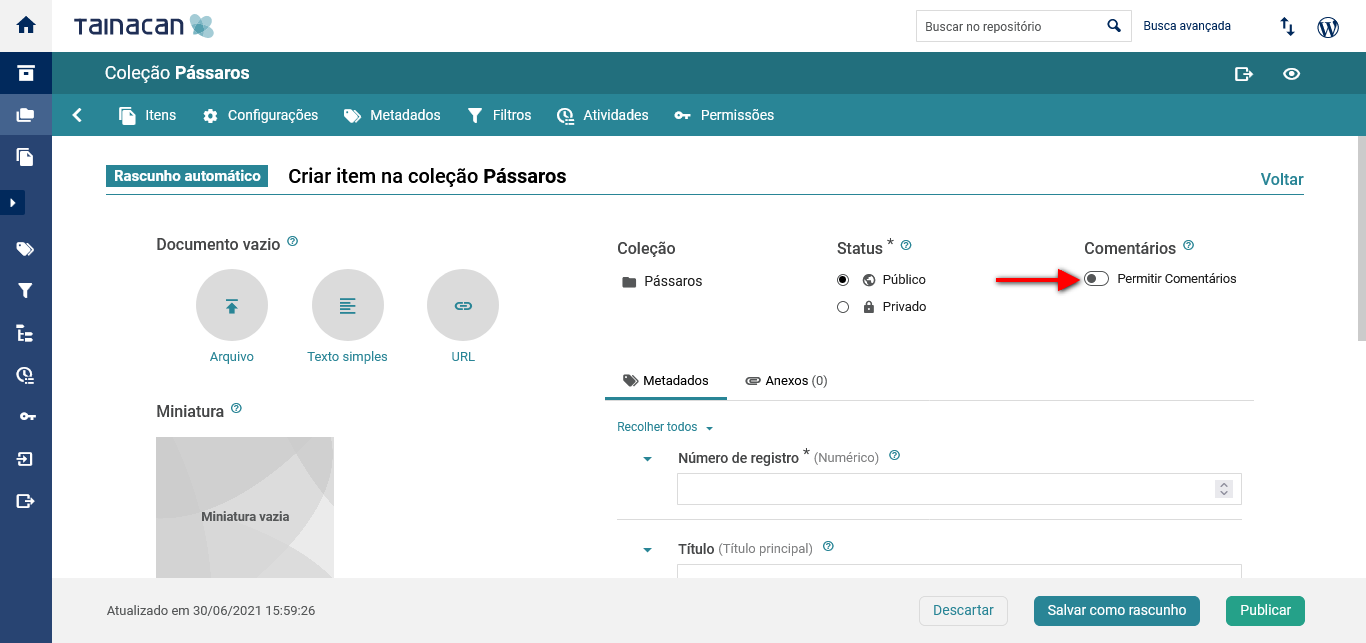 TAINACAN
Buscar no repositório
Busca avançada
Coleção Pássaros
Itens
Configurações
Metadados
Filtros
Atividades
Permissões
Rascunho automático
Criar item na coleção Pássaros
Voltar
Documento vazio
Arquivo
Texto simples
URL
Miniatura
Miniatura vazia
Coleção
Pássaros
Status *
Público
Privado
Comentários
Permitir Comentários
Metadados
Anexos (0)
Recolher todos
Número de registro * (Numérico)
Título (Título principal)
Atualizado em 30/06/2021 15:59:26
Descartar
Salvar como rascunho
Publicar